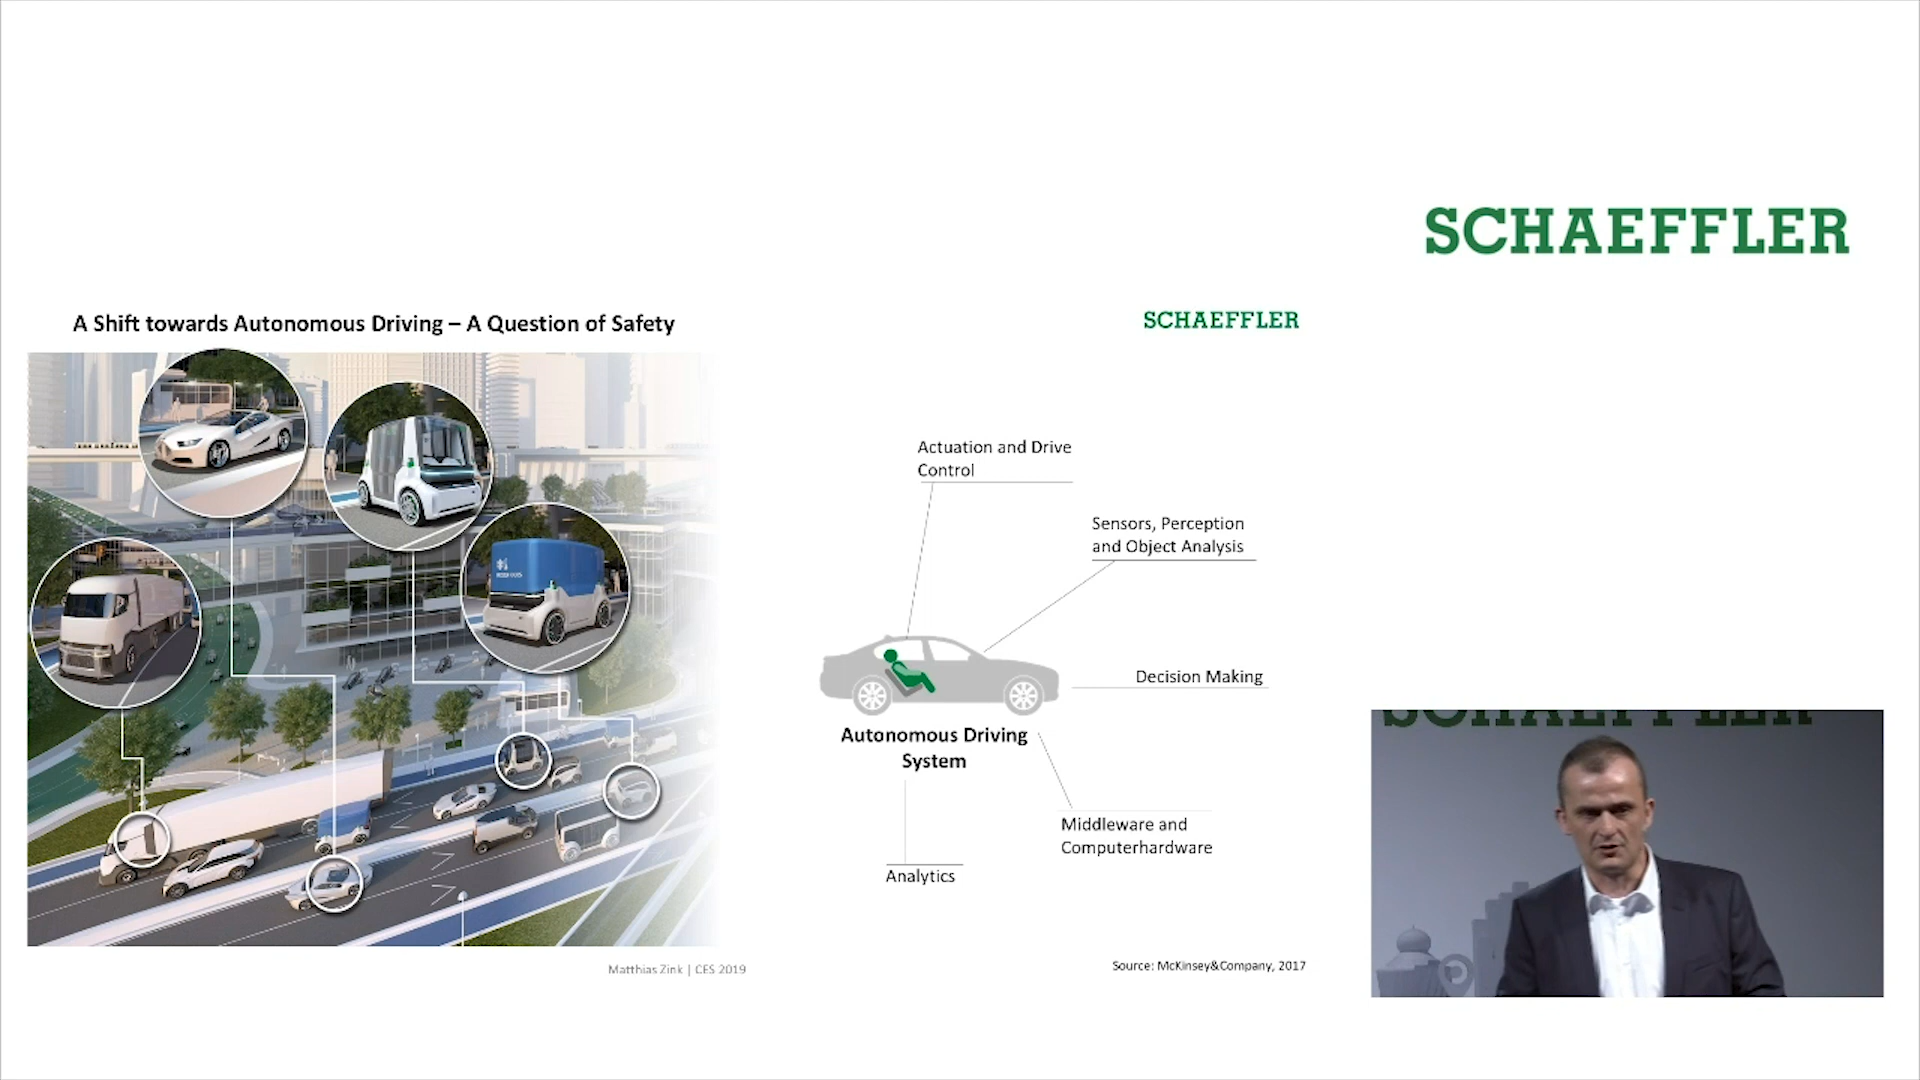 SCHAEFFLER
A Shift towards Autonomous Driving – A Question of Safety
SCHAEFFLER
Actuation and Drive
Control
Sensors, Perception
and Object Analysis
Decision Making
Autonomous Driving
System
Middleware and
Computerhardware
Analytics
Matthias Zink | CES 2019
Source: McKinsey&Company, 2017
SCHAEFFLER